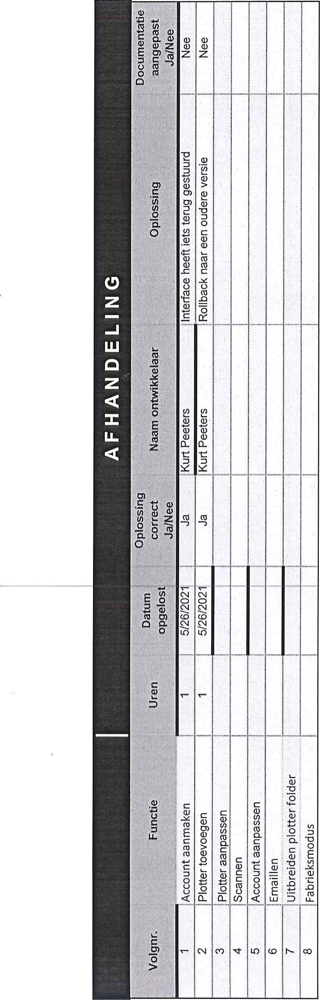 AFHANDELING
Volgnr. Functie Uren Datum opgelost Oplossing correct Ja/Nee Naam ontwikkelaar Oplossing Documentatie aangepast Ja/Nee
1 Account aanmaken 1 5/26/2021 Ja Kurt Peeters Interface heeft iets terug gestuurd Nee
2 Plotter toevoegen 1 5/26/2021 Ja Kurt Peeters Rollback naar een oudere versie Nee
3 Plotter aanpassen
4 Scannen
5 Account aanpassen
6 Emaillen
7 Uitbreiden plotter folder
8 Fabrieksmodus